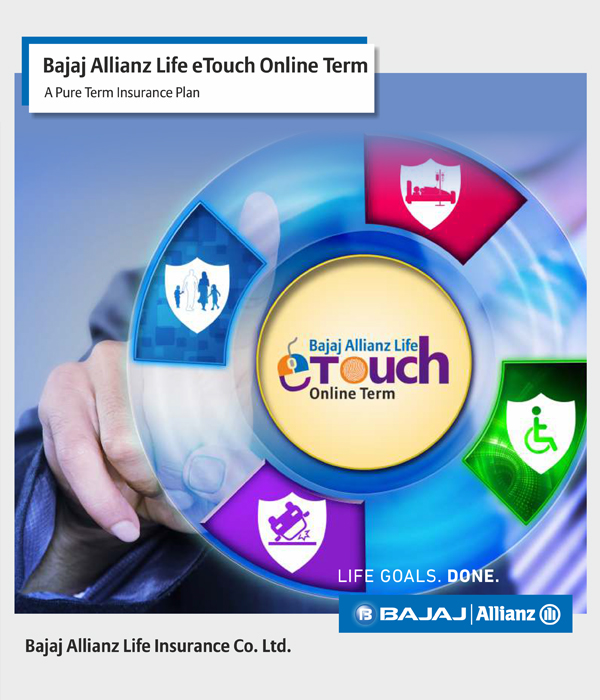 Bajaj Allianz Life eTouch Online Term
A Pure Term Insurance Plan
Bajaj Allianz Life
eTouch
Online Term
LIFE GOALS. DONE.
BAJAJ | Allianz
Bajaj Allianz Life Insurance Co. Ltd.